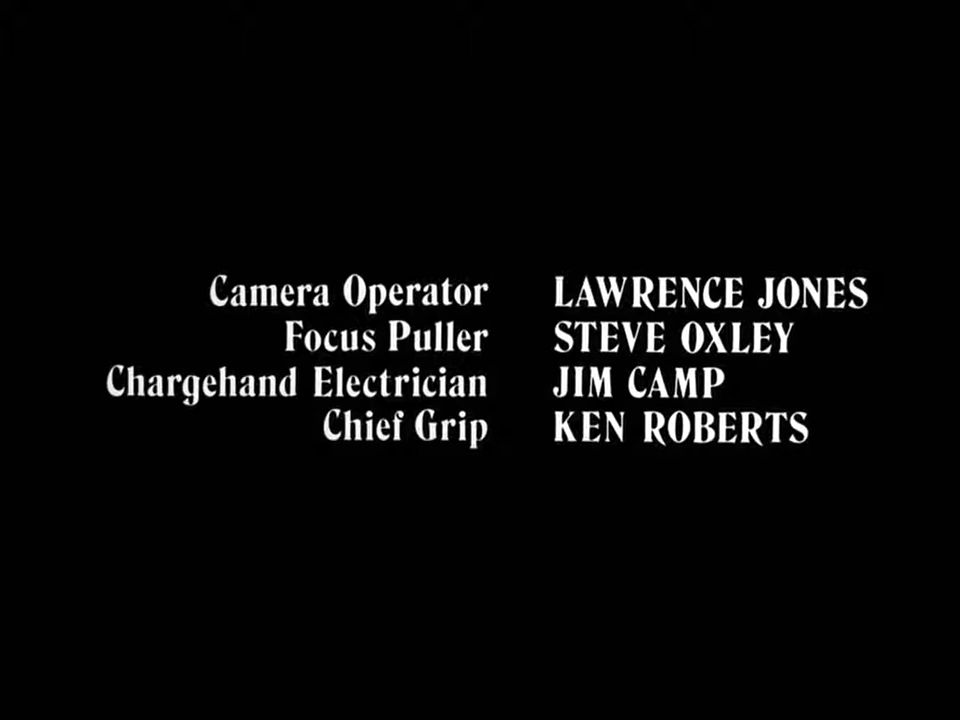 Camera Operator LAWRENCE JONES
Focus Puller STEVE OXLEY
Chargehand Electrician JIM CAMP
Chief Grip KEN ROBERTS